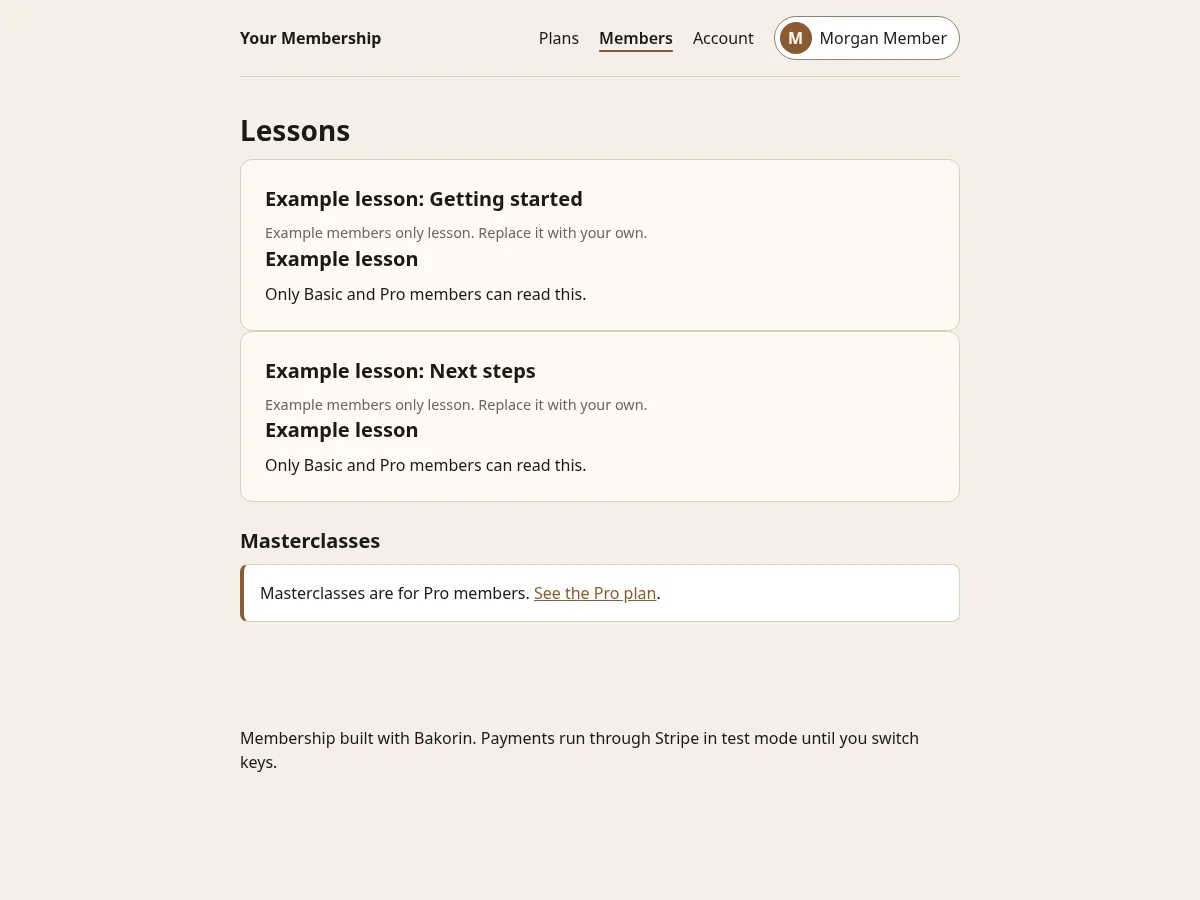 Your Membership
Plans
Members
Account
M
Morgan Member
Lessons
Example lesson: Getting started
Example members only lesson. Replace it with your own.
Example lesson
Only Basic and Pro members can read this.
Example lesson: Next steps
Example members only lesson. Replace it with your own.
Example lesson
Only Basic and Pro members can read this.
Masterclasses
Masterclasses are for Pro members. See the Pro plan.
Membership built with Bakorin. Payments run through Stripe in test mode until you switch
keys.